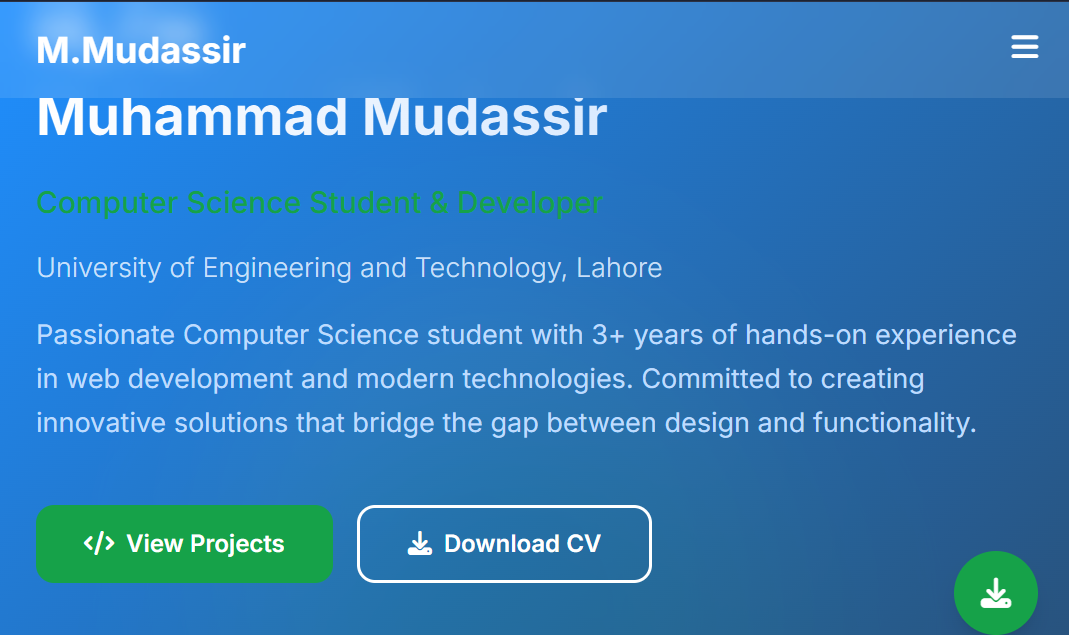 M.Mudassir
Muhammad Mudassir
Computer Science Student & Developer
University of Engineering and Technology, Lahore
Passionate Computer Science student with 3+ years of hands-on experience
in web development and modern technologies. Committed to creating
innovative solutions that bridge the gap between design and functionality.
</> View Projects
Download CV